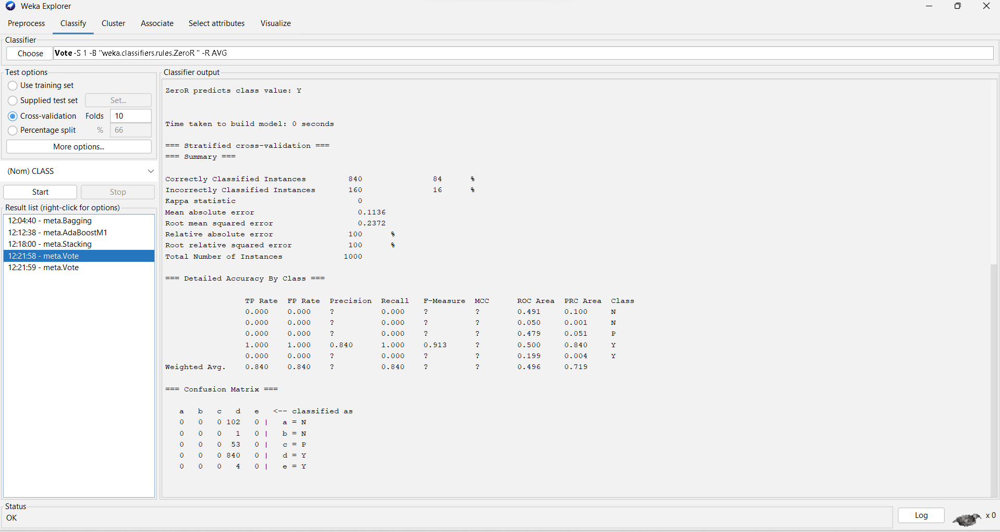 Weka Explorer
Preprocess Classify Cluster Associate Select attributes Visualize
Classifier
Choose Vote -S 1 -B "weka.classifiers.rules.ZeroR " -R AVG
Test options
Use training set
Supplied test set Set...
Cross-validation Folds 10
Percentage split % 66
More options...
(Nom) CLASS
Start Stop
Result list (right-click for options)
12:04:40 - meta.Bagging
12:12:38 - meta.AdaBoostM1
12:18:00 - meta.Stacking
12:21:58 - meta.Vote
12:21:59 - meta.Vote
Classifier output
ZeroR predicts class value: Y
Time taken to build model: 0 seconds
=== Stratified cross-validation ===
=== Summary ===
Correctly Classified Instances 840 84 %
Incorrectly Classified Instances 160 16 %
Kappa statistic 0
Mean absolute error 0.1136
Root mean squared error 0.2372
Relative absolute error 100 %
Root relative squared error 100 %
Total Number of Instances 1000
=== Detailed Accuracy By Class ===
TP Rate FP Rate Precision Recall F-Measure MCC ROC Area PRC Area Class
0.000 0.000 ? 0.000 ? ? 0.491 0.100 N
0.000 0.000 ? 0.000 ? ? 0.050 0.001 N
0.000 0.000 ? 0.000 ? ? 0.479 0.051 P
1.000 1.000 0.840 1.000 0.913 ? 0.500 0.840 Y
0.000 0.000 ? 0.000 ? ? 0.199 0.004 Y
Weighted Avg. 0.840 0.840 ? 0.840 ? ? 0.496 0.719
=== Confusion Matrix ===
a b c d e <-- classified as
0 0 0 102 0 | a = N
0 0 0 1 0 | b = N
0 0 0 53 0 | c = P
0 0 0 840 0 | d = Y
0 0 0 4 0 | e = Y
Status
OK
Log x 0